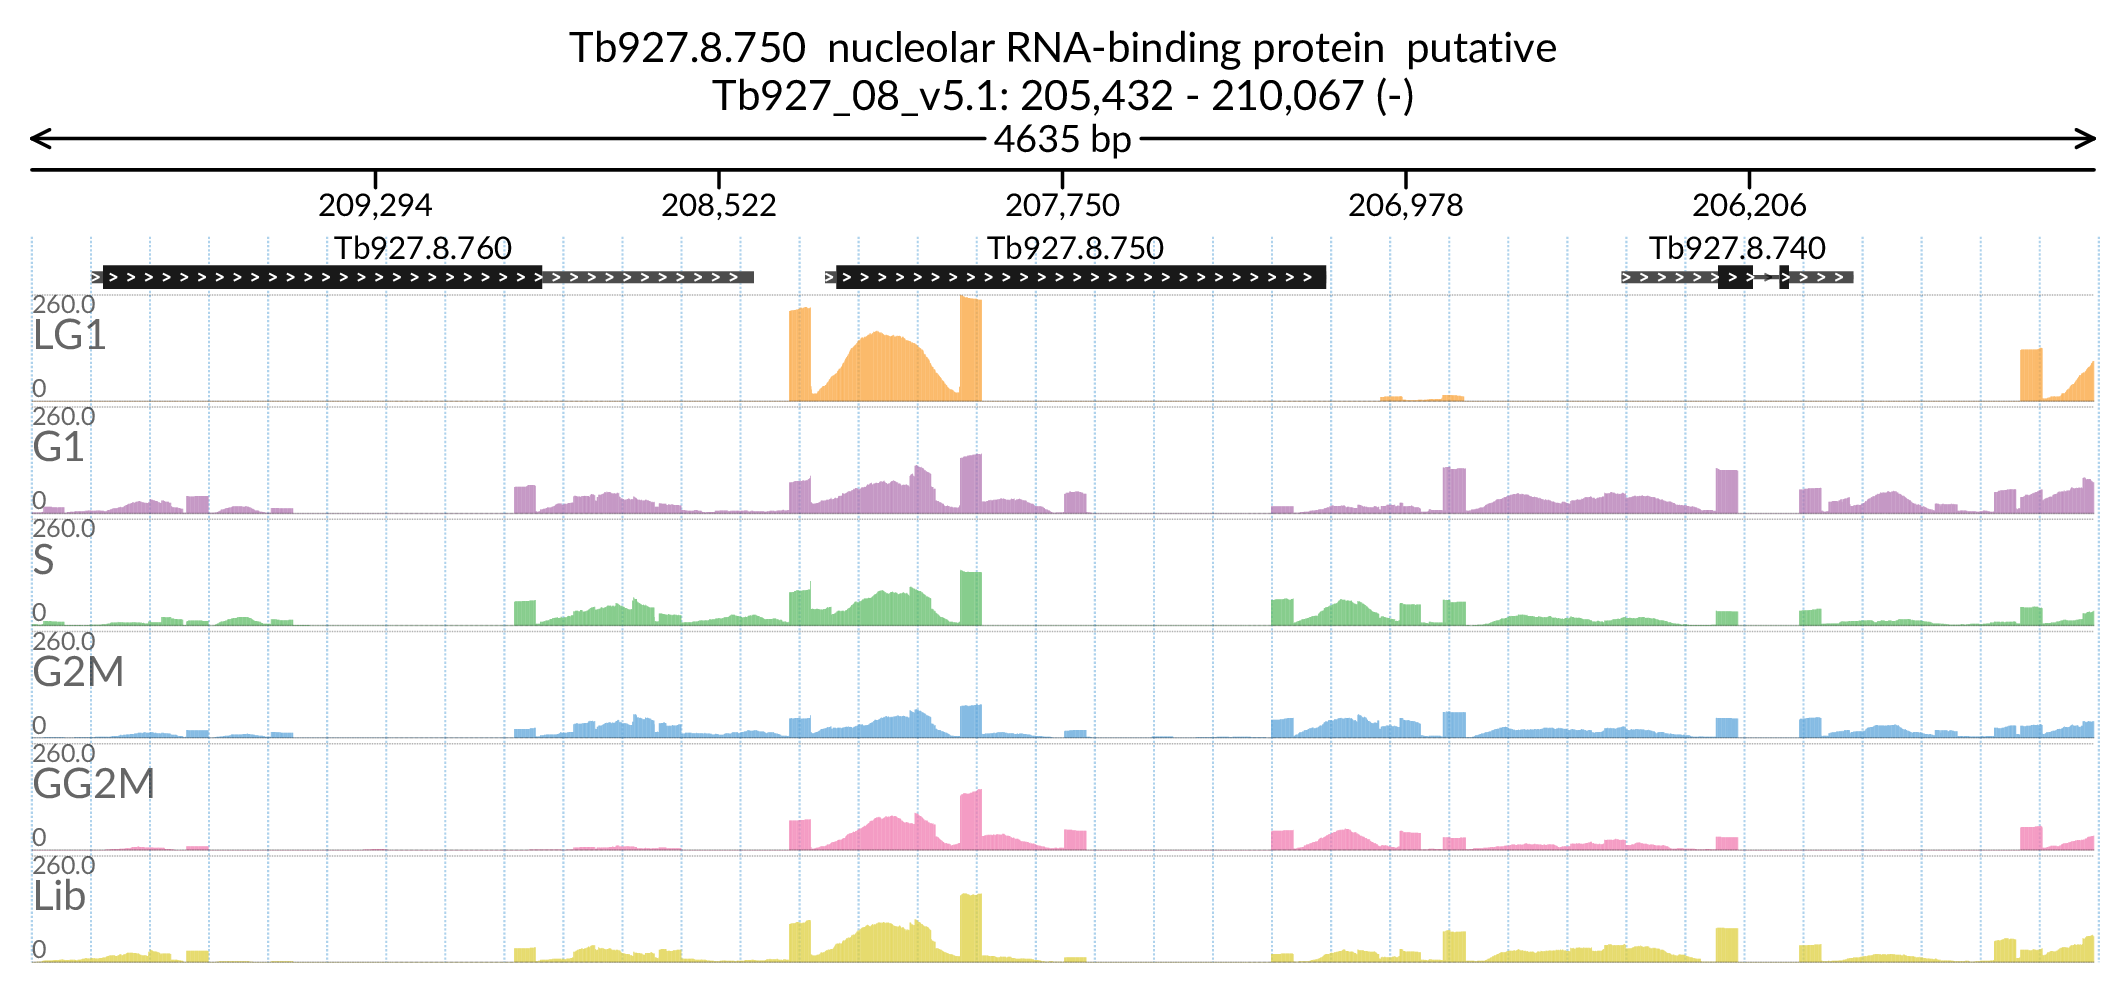 Tb927.8.750 nucleolar RNA-binding protein putative
Tb927_08_v5.1: 205,432 - 210,067 (-)
4635 bp
209,294 208,522 207,750 206,978 206,206
Tb927.8.760 Tb927.8.750 Tb927.8.740
260.0
LG1
0
260.0
G1
0
260.0
S
0
260.0
G2M
0
260.0
GG2M
0
260.0
Lib
0